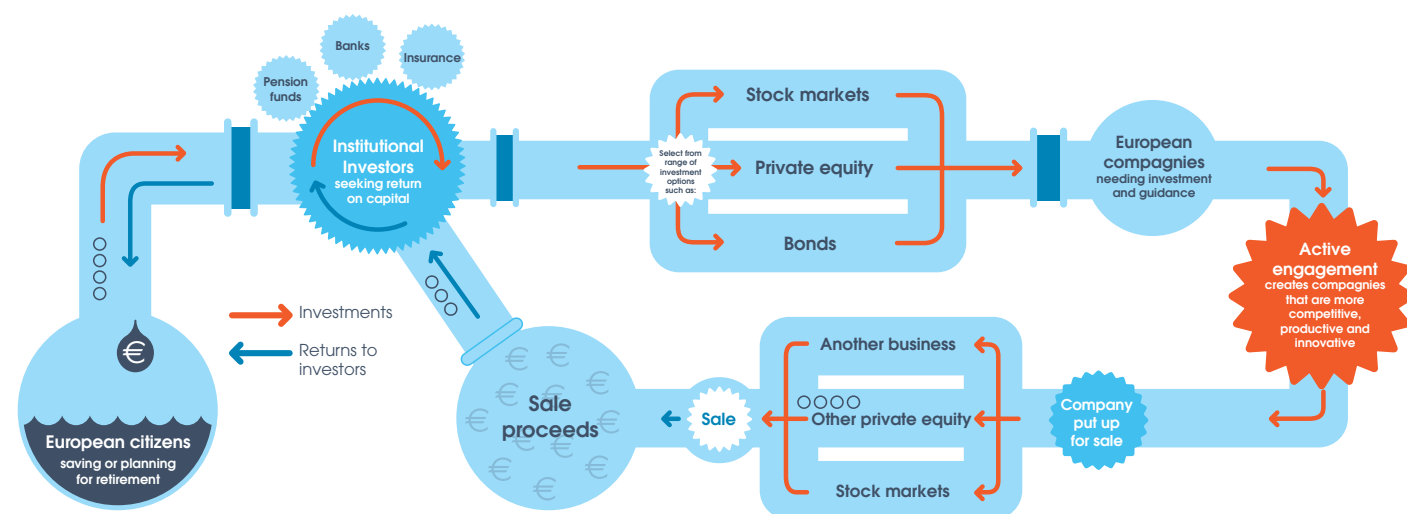 Banks
Insurance
Pension
funds
Institutional
Investors
seeking return
on capital
Select from
range of
investment
options
such as:
Stock markets
Private equity
Bonds
European
compagnies
needing investment
and guidance
Active
engagement
creates compagnies
that are more
competitive,
productive and
innovative
Investments
Returns to
investors
€
European citizens
saving or planning
for retirement
€ € € € € € € € € € € € €
Sale
proceeds
Sale
Another business
Other private equity
Stock markets
Company
put up
for sale